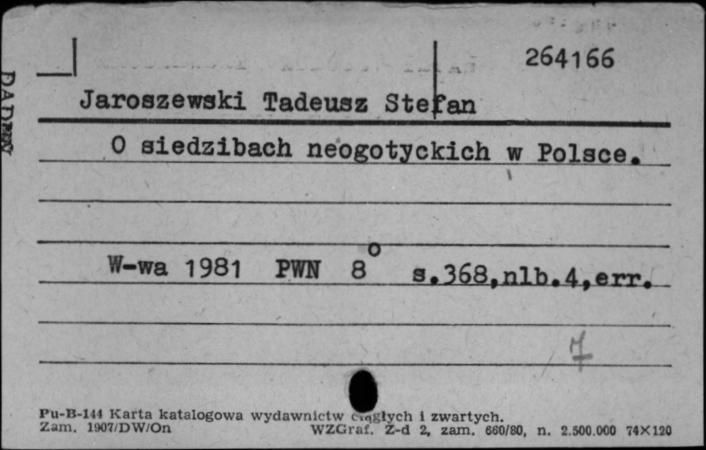 264166
Jaroszewski Tadeusz Stefan
O siedzibach neogotyckich w Polsce.
W-wa 1981 PWN 8° s.368,nlb.4,err.
7
Pu-B-144 Karta katalogowa wydawnictw ciągłych i zwartych.
Zam. 1907/DW/On WZGraf. Z-d 2, zam. 660/80, n. 2.500.000 74×120